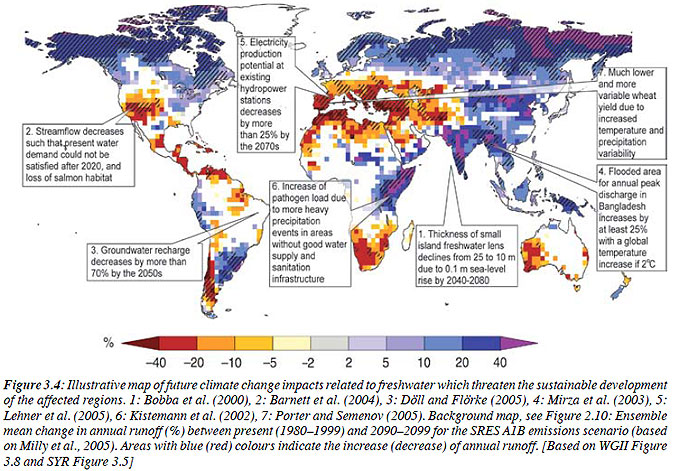 5. Electricity
production
potential at
existing
hydropower
stations
decreases
by more
than 25% by
the 2070s
7. Much lower
and more
variable wheat
yield due to
increased
temperature and
precipitation
variability
2. Streamflow decreases
such that present water
demand could not be
satisfied after 2020, and
loss of salmon habitat
6. Increase of
pathogen load due
to more heavy
precipitation
events in areas
without good water
supply and
sanitation
infrastructure
4. Flooded area
for annual peak
discharge in
Bangladesh
increases by
at least 25%
with a global
temperature
increase if 2ºC
3. Groundwater recharge
decreases by more than
70% by the 2050s
1. Thickness of small
island freshwater lens
declines from 25 to 10 m
due to 0.1 m sea-level
rise by 2040-2080
%
-40 -20 -10 -5 -2 2 5 10 20 40
Figure 3.4: Illustrative map of future climate change impacts related to freshwater which threaten the sustainable development
of the affected regions. 1: Bobba et al. (2000), 2: Barnett et al. (2004), 3: Döll and Flörke (2005), 4: Mirza et al. (2003), 5:
Lehner et al. (2005), 6: Kistemann et al. (2002), 7: Porter and Semenov (2005). Background map, see Figure 2.10: Ensemble
mean change in annual runoff (%) between present (1980–1999) and 2090–2099 for the SRES A1B emissions scenario (based
on Milly et al., 2005). Areas with blue (red) colours indicate the increase (decrease) of annual runoff. [Based on WGII Figure
3.8 and SYR Figure 3.5]